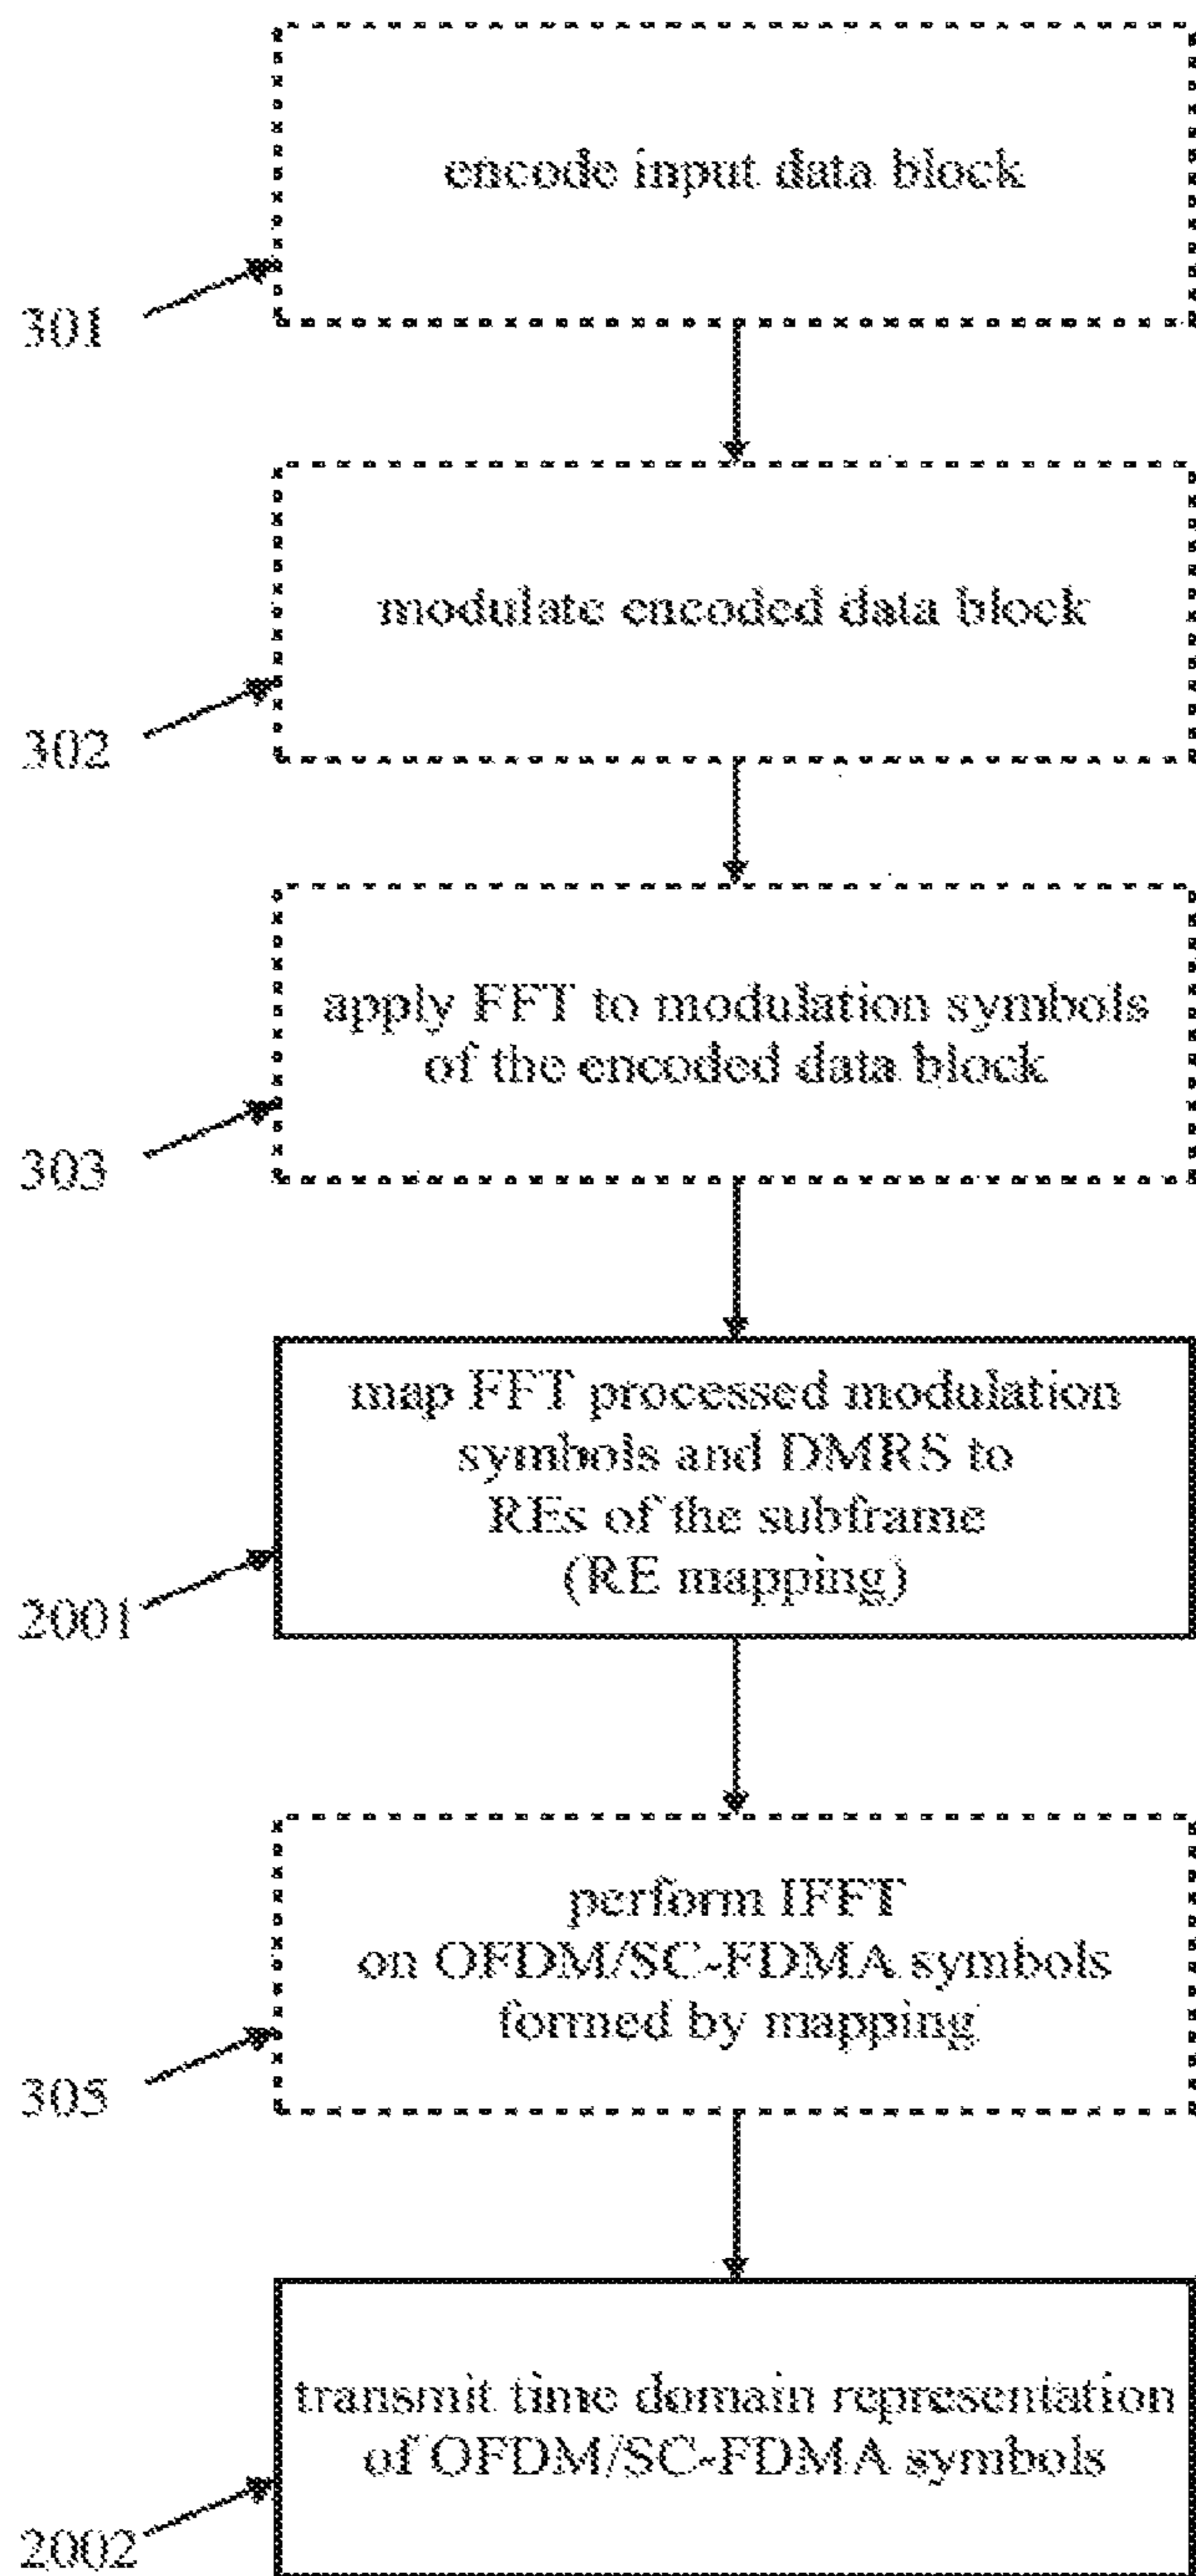 encode input data block
301
modulate encoded data block
302
apply FFT to modulation symbols
of the encoded data block
303
map FFT processed modulation
symbols and DMRS to
REs of the subframe
(RE mapping)
2001
perform IFFT
on OFDM/SC-FDMA symbols
formed by mapping
305
transmit time domain representation
of OFDM/SC-FDMA symbols
2002